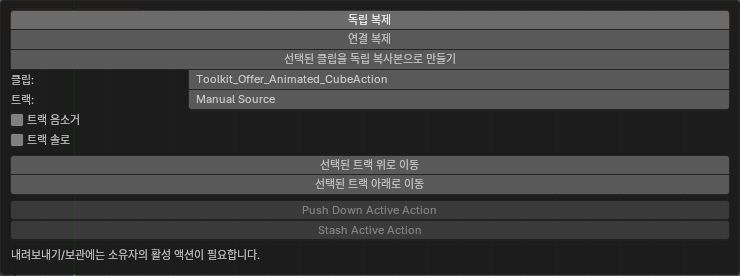 독립 복제
연결 복제
선택된 클립을 독립 복사본으로 만들기
클립: Toolkit_Offer_Animated_CubeAction
트랙: Manual Source
트랙 음소거
트랙 솔로
선택된 트랙 위로 이동
선택된 트랙 아래로 이동
Push Down Active Action
Stash Active Action
내려보내기/보관에는 소유자의 활성 액션이 필요합니다.